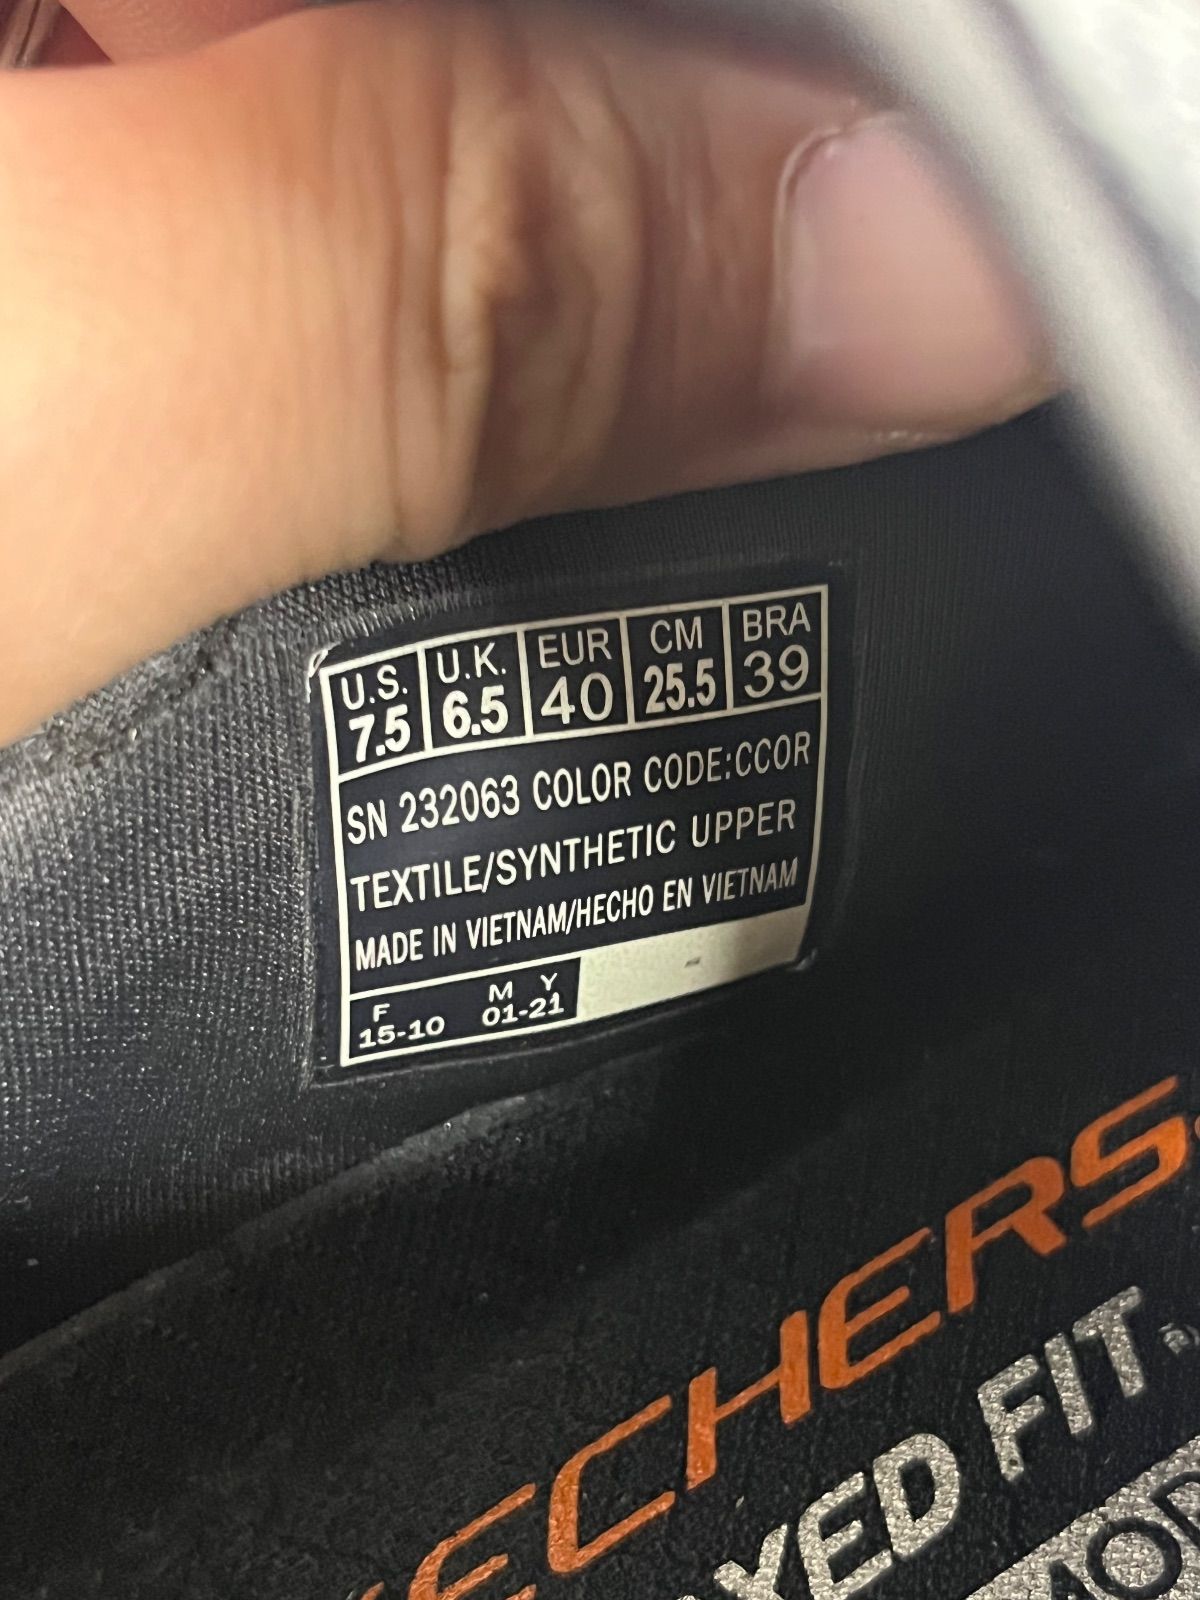 U.S. U.K. EUR CM BRA
7.5 6.5 40 25.5 39
SN 232063 COLOR CODE:CCOR
TEXTILE/SYNTHETIC UPPER
MADE IN VIETNAM/HECHO EN VIETNAM
F M Y
15-10 01-21
ECHERS
XED FIT